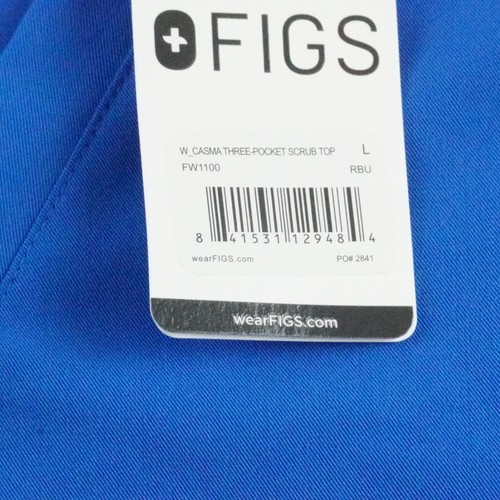 FIGS
W_CASMA THREE-POCKET SCRUB TOP L
FW1100 RBU
8 41531 12948 4
wearFIGS.com PO# 2841
wearFIGS.com